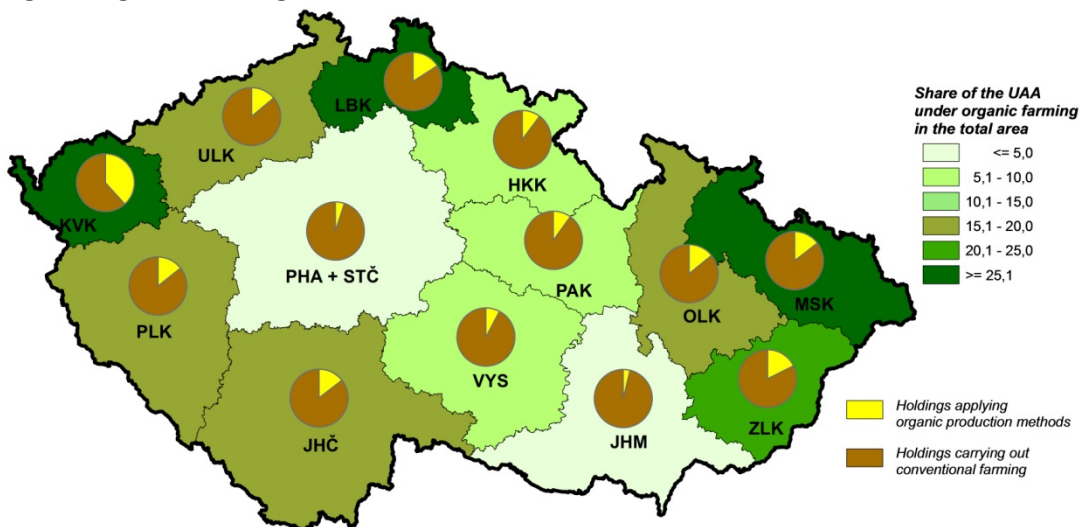 LBK
ULK
HKK
KVK
PHA + STČ
PAK
MSK
OLK
PLK
VYS
JHČ
JHM
ZLK
Share of the UAA
under organic farming
in the total area
<= 5,0
5,1 - 10,0
10,1 - 15,0
15,1 - 20,0
20,1 - 25,0
>= 25,1
Holdings applying
organic production methods
Holdings carrying out
conventional farming